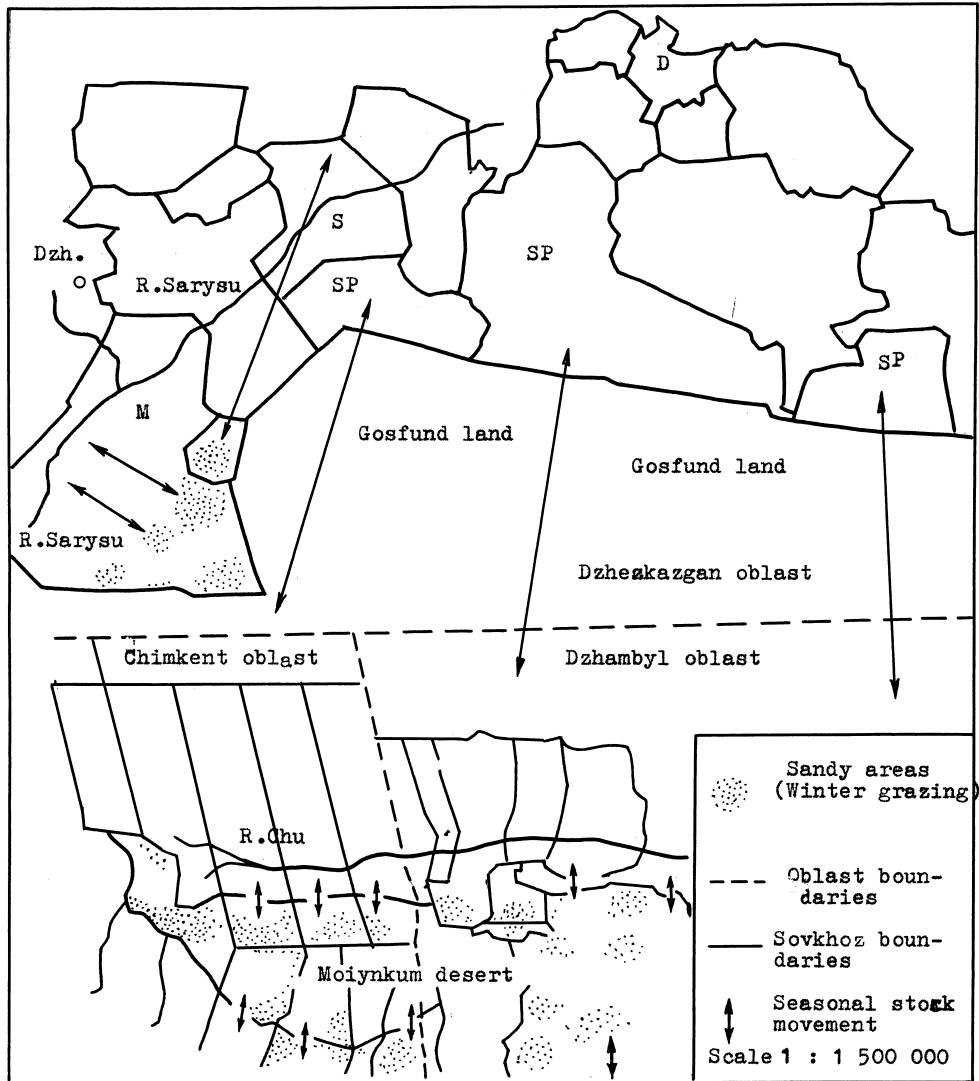 D
S
Dzh.
R.Sarysu
SP
SP
SP
M
Gosfund land
Gosfund land
R.Sarysu
Dzhezkazgan oblast
Chimkent oblast
Dzhambyl oblast
R.Chu
Moiynkum desert
Sandy areas
(Winter grazing)
Oblast boun-
daries
Sovkhoz boun-
daries
Seasonal stock
movement
Scale 1 : 1 500 000